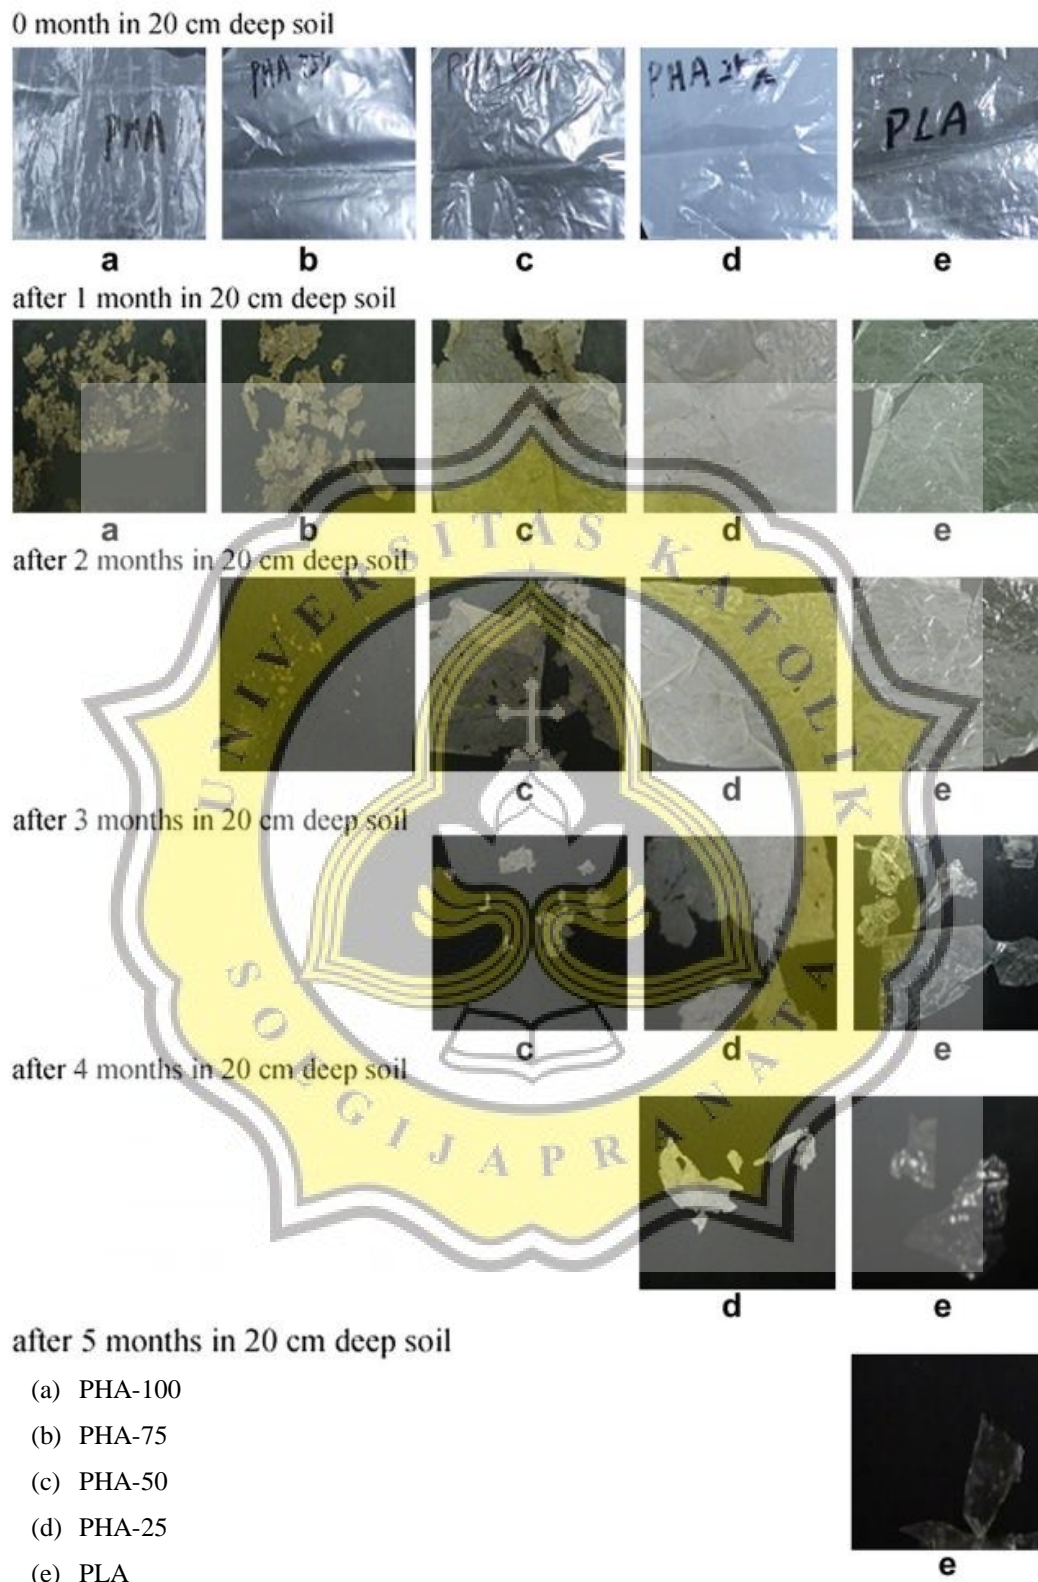 0 month in 20 cm deep soil
PHA
PHA 75%
PHA
PHA 25%
PLA
a b c d e
after 1 month in 20 cm deep soil
a b c d e
after 2 months in 20 cm deep soil
c d e
after 3 months in 20 cm deep soil
c d e
after 4 months in 20 cm deep soil
d e
after 5 months in 20 cm deep soil
(a) PHA-100
(b) PHA-75
(c) PHA-50
(d) PHA-25
(e) PLA
e
UNIVERSITAS KATOLIK
SOEGIJAPRANATA